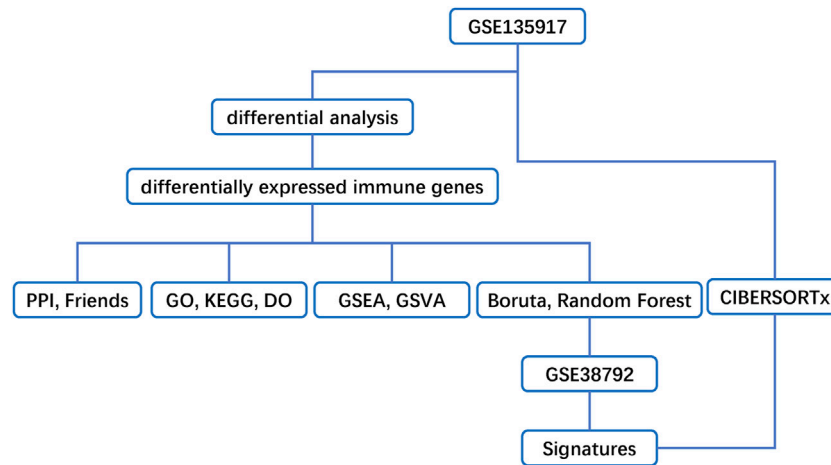 GSE135917
differential analysis
differentially expressed immune genes
PPI, Friends
GO, KEGG, DO
GSEA, GSVA
Boruta, Random Forest
CIBERSORTx
GSE38792
Signatures